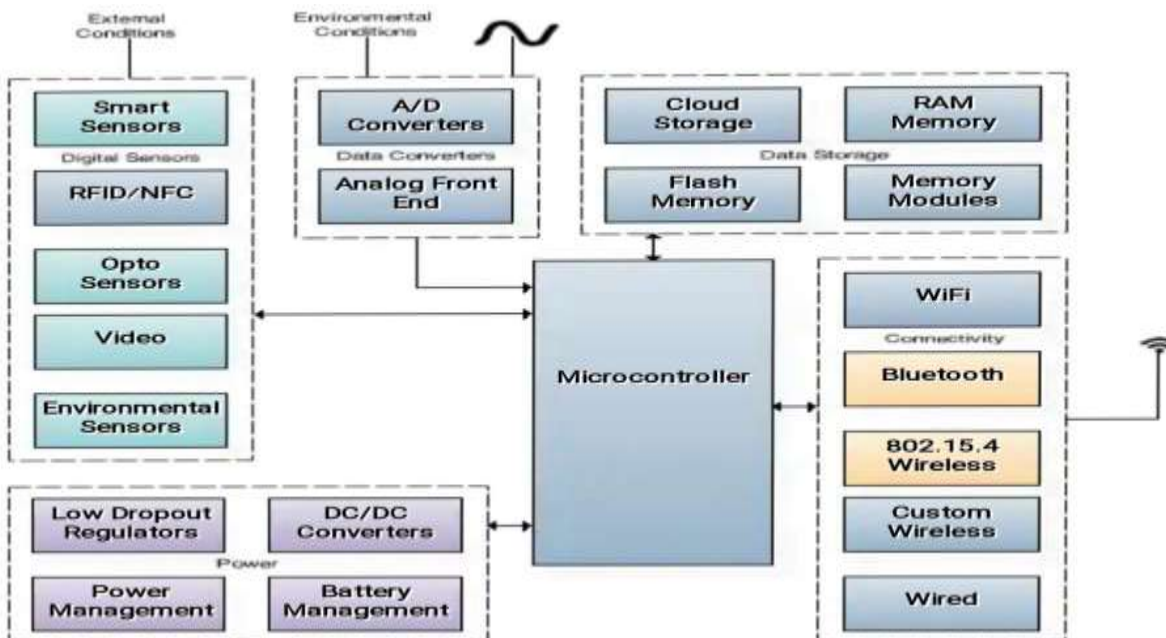 External
Conditions
Smart
Sensors
Digital Sensors
RFID/NFC
Opto
Sensors
Video
Environmental
Sensors
Environmental
Conditions
A/D
Converters
Data Converters
Analog Front
End
Cloud
Storage
RAM
Memory
Data Storage
Flash
Memory
Memory
Modules
Microcontroller
WiFi
Connectivity
Bluetooth
802.15.4
Wireless
Custom
Wireless
Wired
Low Dropout
Regulators
DC/DC
Converters
Power
Power
Management
Battery
Management